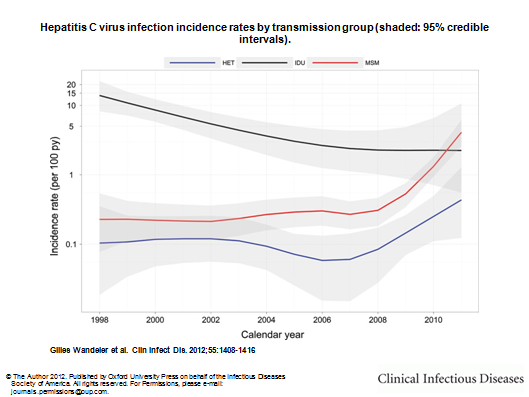 Hepatitis C virus infection incidence rates by transmission group (shaded: 95% credible
intervals).
HET IDU MSM
20
15
10
5
1
0.1
Incidence rate (per 100 py)
1998 2000 2002 2004 2006 2008 2010
Calendar year
Gilles Wandeler et al. Clin Infect Dis. 2012;55:1408-1416
© The Author 2012. Published by Oxford University Press on behalf of the Infectious Diseases
Society of America. All rights reserved. For Permissions, please e-mail:
journals.permissions@oup.com.
Clinical Infectious Diseases